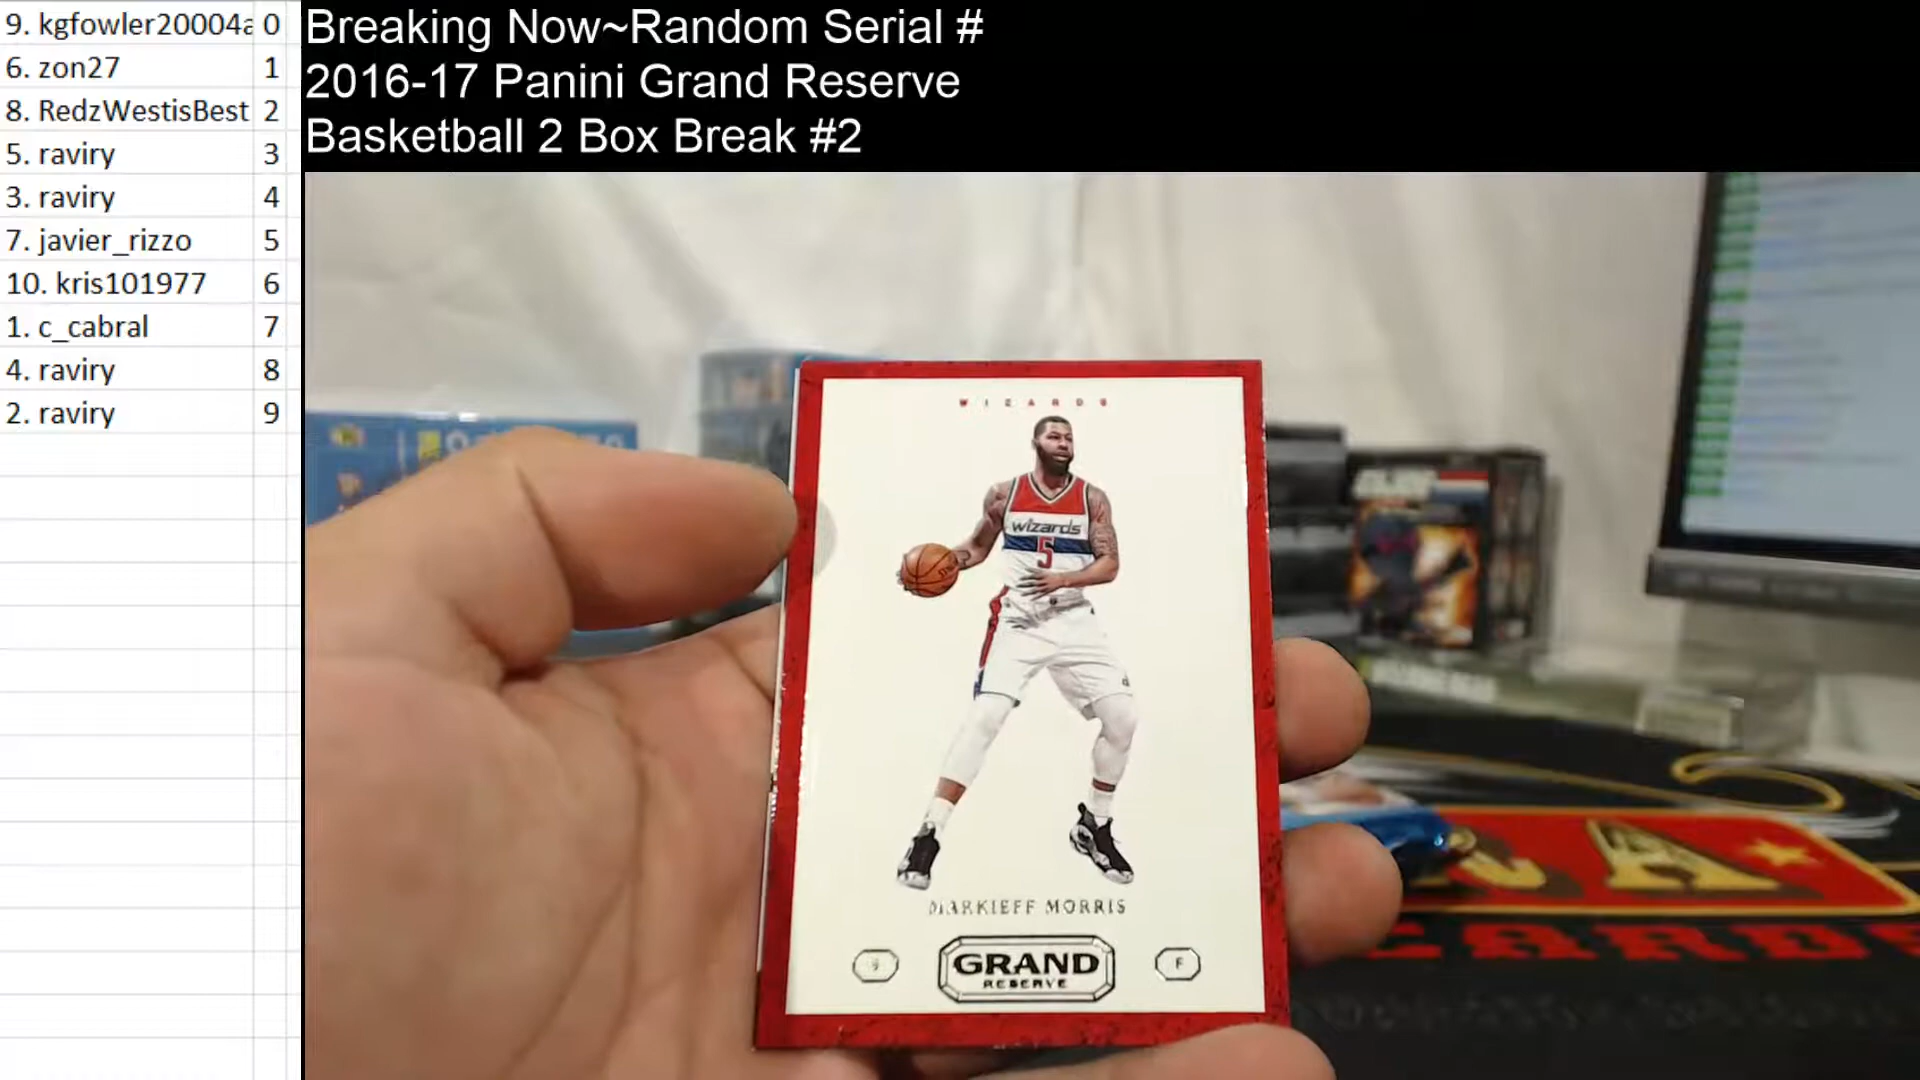 9. kgfowler20004a 0
6. zon27 1
8. RedzWestisBest 2
5. raviry 3
3. raviry 4
7. javier_rizzo 5
10. kris101977 6
1. c_cabral 7
4. raviry 8
2. raviry 9
Breaking Now~Random Serial #
2016-17 Panini Grand Reserve
Basketball 2 Box Break #2
WIZARDS
wizards
5
MARKIEFF MORRIS
GRAND
RESERVE
F
CARDS